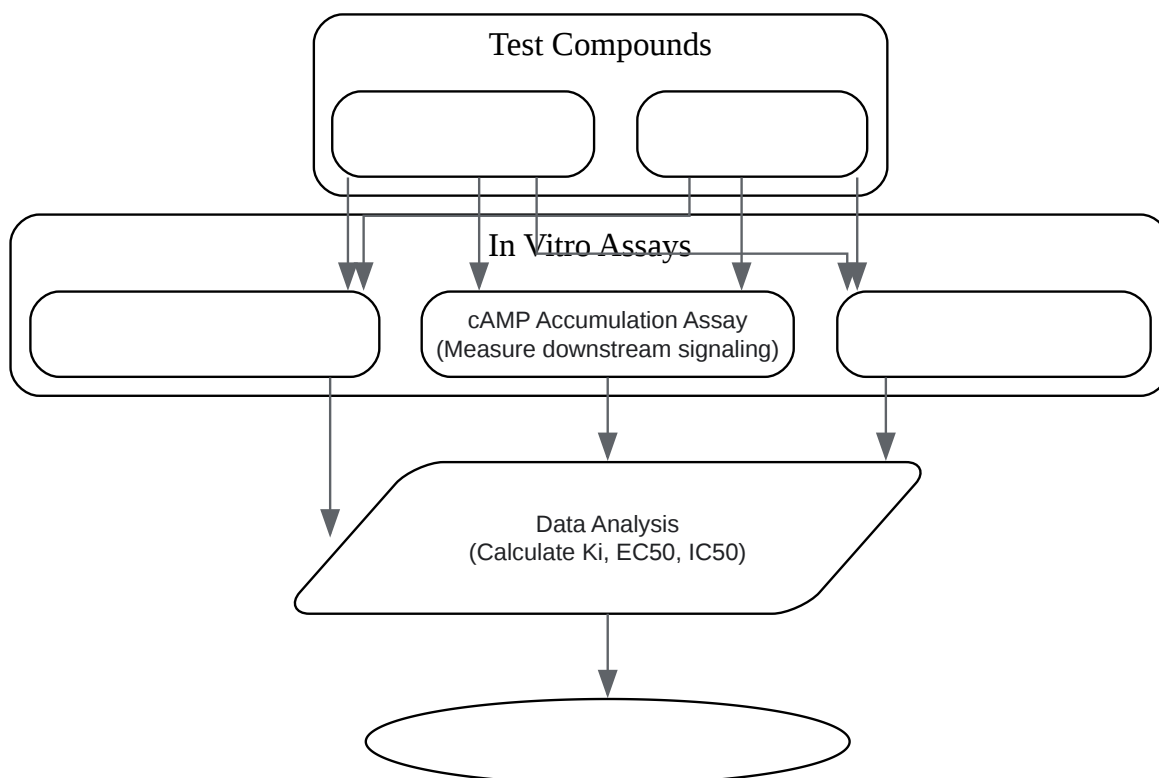 Test Compounds
In Vitro Assays
cAMP Accumulation Assay
(Measure downstream signaling)
Data Analysis
(Calculate Ki, EC50, IC50)